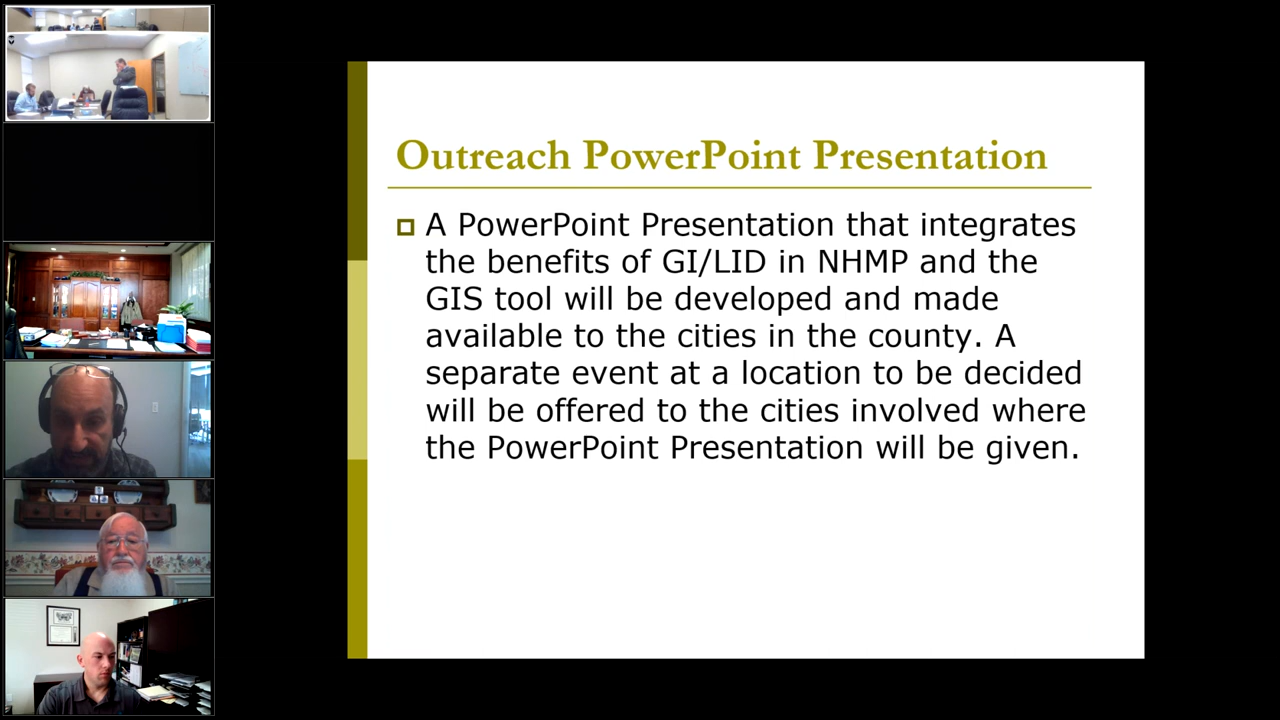 Outreach PowerPoint Presentation
A PowerPoint Presentation that integrates
the benefits of GI/LID in NHMP and the
GIS tool will be developed and made
available to the cities in the county. A
separate event at a location to be decided
will be offered to the cities involved where
the PowerPoint Presentation will be given.